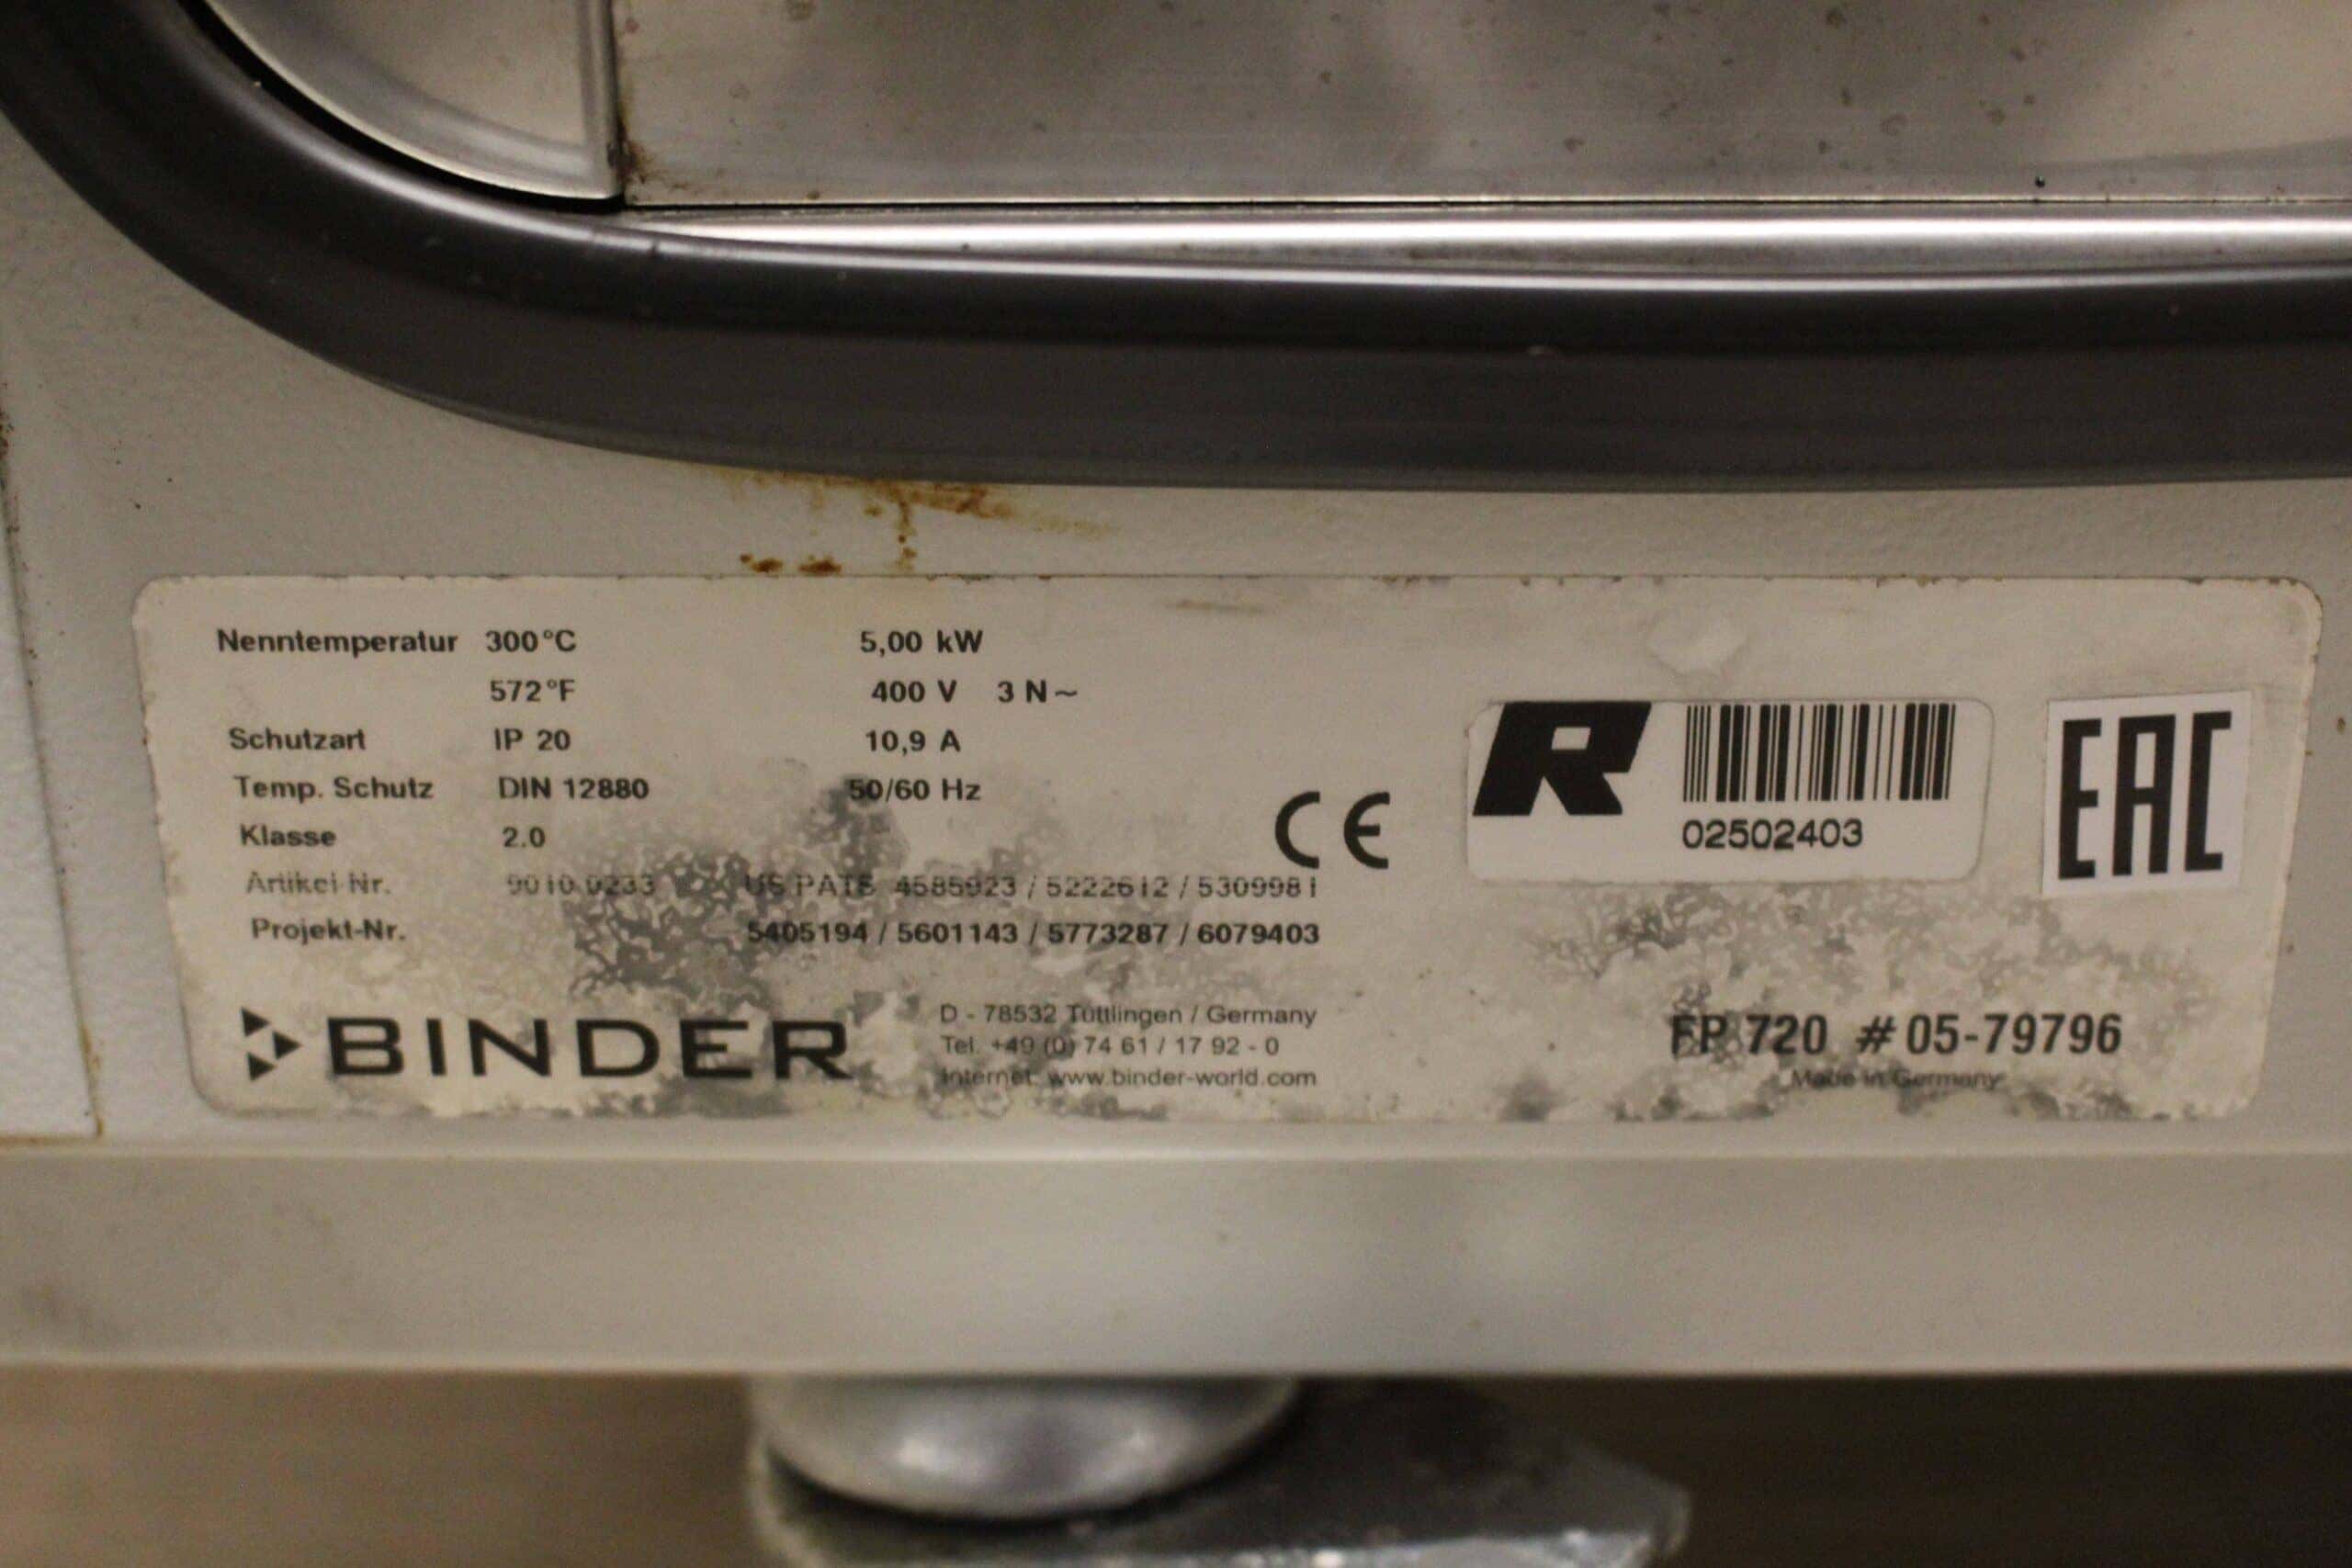 Nenntemperatur 300°C 5,00 kW
572°F 400 V 3 N~
Schutzart IP 20 10,9 A
Temp. Schutz DIN 12880 50/60 Hz
Klasse 2.0
CE
R
02502403
EAC
Artikel-Nr. 9010-0233 US PATS 4585923 / 5222612 / 5309981
Projekt-Nr. 5405194 / 5601143 / 5773287 / 6079403
BINDER
D - 78532 Tuttlingen / Germany
Tel. +49 (0) 74 61 / 17 92 - 0
Internet: www.binder-world.com
FP 720 # 05-79796
Made in Germany